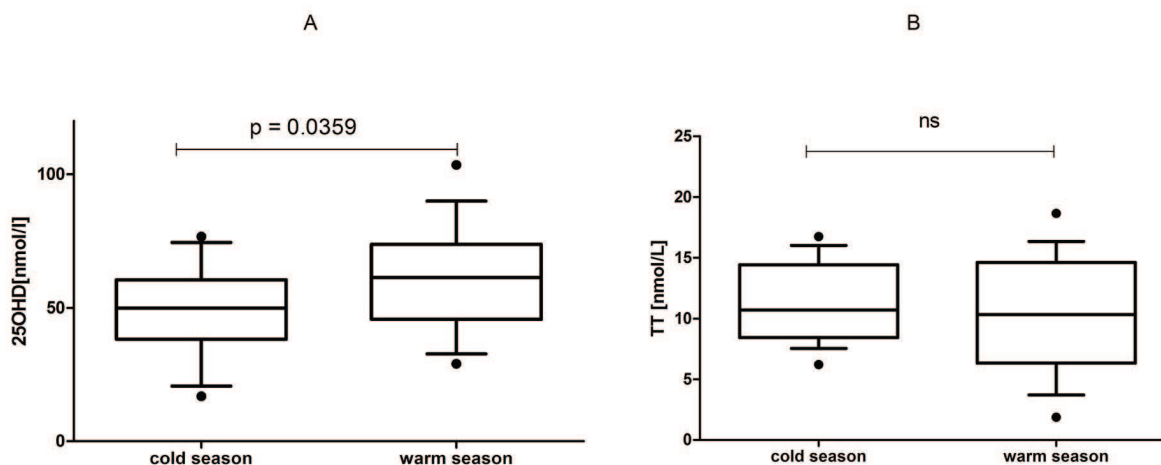 A
p = 0.0359
100
50
0
25OHD[nmol/l]
cold season
warm season
B
ns
25
20
15
10
5
0
TT [nmol/L]
cold season
warm season